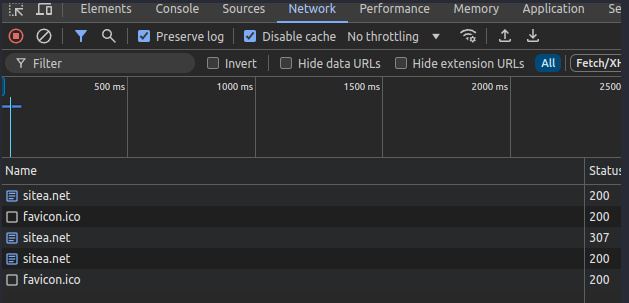 Elements Console Sources Network Performance Memory Application Se
Preserve log Disable cache No throttling
Filter Invert Hide data URLs Hide extension URLs All Fetch/XH
500 ms 1000 ms 1500 ms 2000 ms 2500
Name Status
sitea.net 200
favicon.ico 200
sitea.net 307
sitea.net 200
favicon.ico 200